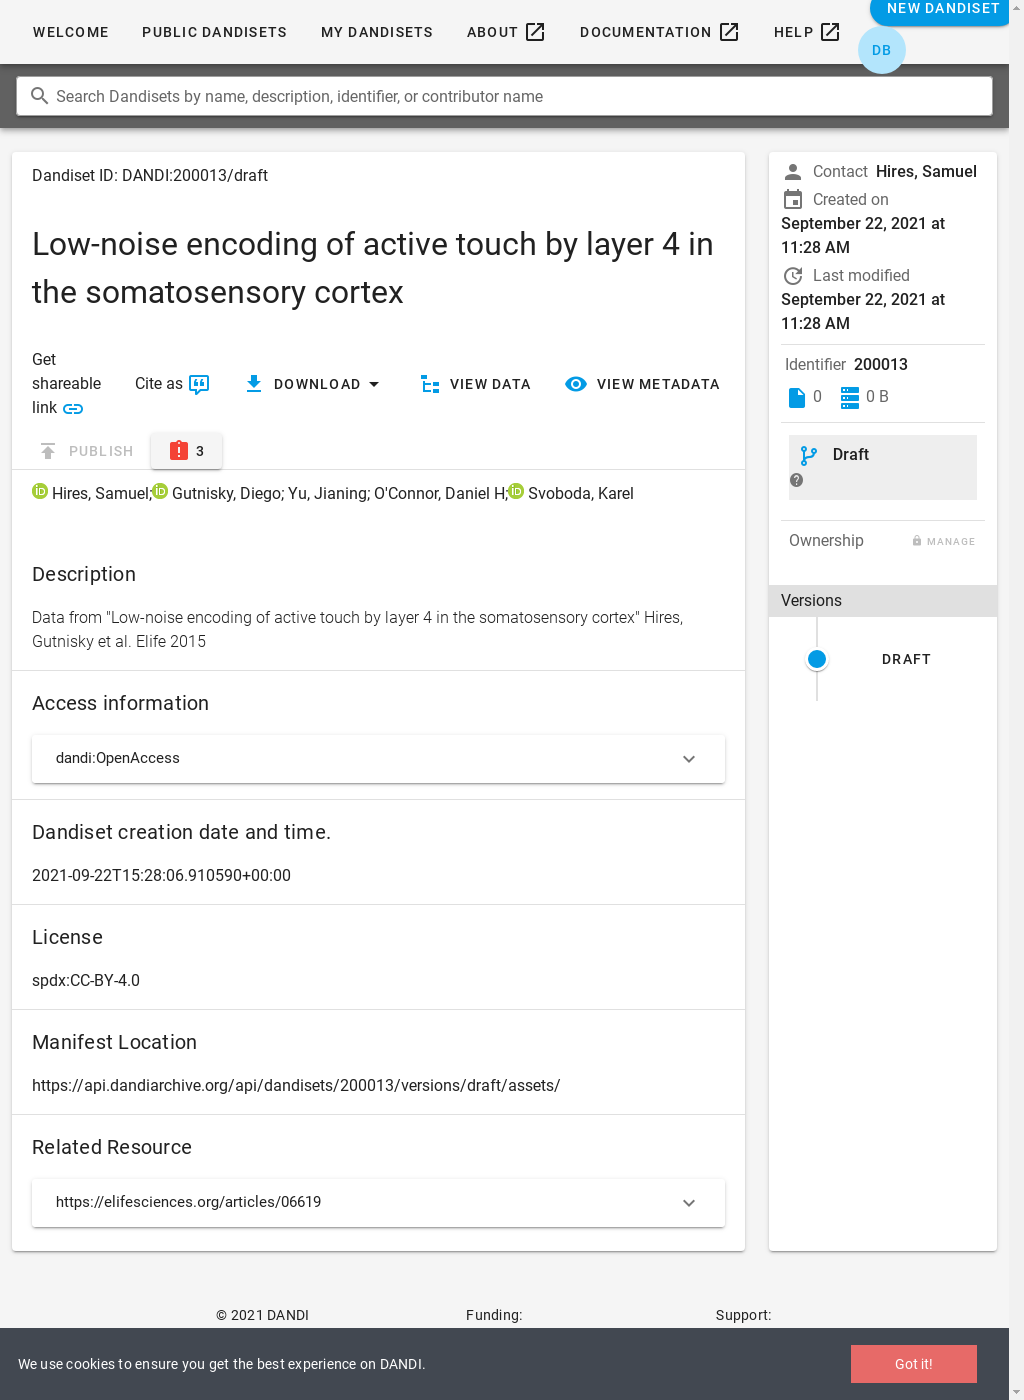 WELCOME PUBLIC DANDISETS MY DANDISETS ABOUT DOCUMENTATION HELP NEW DANDISET
DB
Search Dandisets by name, description, identifier, or contributor name
Dandiset ID: DANDI:200013/draft
Low-noise encoding of active touch by layer 4 in
the somatosensory cortex
Get
shareable
link
Cite as
DOWNLOAD
VIEW DATA
VIEW METADATA
PUBLISH
3
Hires, Samuel; Gutnisky, Diego; Yu, Jianing; O'Connor, Daniel H; Svoboda, Karel
Description
Data from "Low-noise encoding of active touch by layer 4 in the somatosensory cortex" Hires,
Gutnisky et al. Elife 2015
Access information
dandi:OpenAccess
Dandiset creation date and time.
2021-09-22T15:28:06.910590+00:00
License
spdx:CC-BY-4.0
Manifest Location
https://api.dandiarchive.org/api/dandisets/200013/versions/draft/assets/
Related Resource
https://elifesciences.org/articles/06619
Contact Hires, Samuel
Created on
September 22, 2021 at
11:28 AM
Last modified
September 22, 2021 at
11:28 AM
Identifier 200013
0 0 B
Draft
Ownership MANAGE
Versions
DRAFT
© 2021 DANDI Funding: Support:
We use cookies to ensure you get the best experience on DANDI.
Got it!